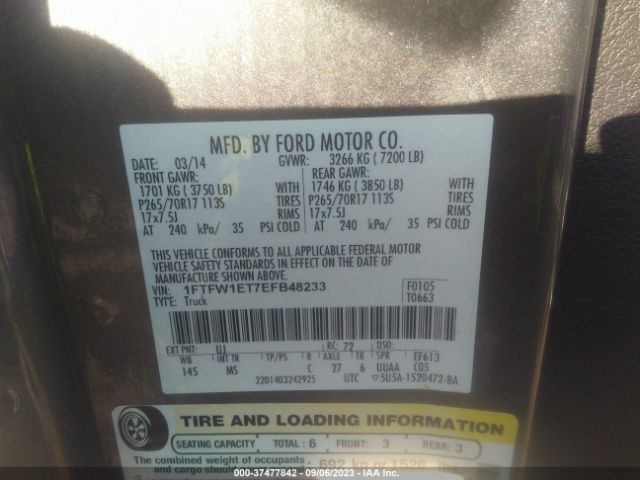 MFD. BY FORD MOTOR CO.
DATE: 03/14 GVWR: 3266 KG ( 7200 LB)
FRONT GAWR: REAR GAWR:
1701 KG ( 3750 LB) WITH 1746 KG ( 3850 LB) WITH
P265/70R17 113S TIRES P265/70R17 113S TIRES
17x7.5J RIMS 17x7.5J RIMS
AT 240 kPa/ 35 PSI COLD AT 240 kPa/ 35 PSI COLD
THIS VEHICLE CONFORMS TO ALL APPLICABLE FEDERAL MOTOR
VEHICLE SAFETY STANDARDS IN EFFECT ON THE DATE OF
MANUFACTURE SHOWN ABOVE.
VIN: 1FTFW1ET7EFB48233 F0105
TYPE: Truck T0663
EXT PNT: UJ RC: 72 DSO:
WB INT TR TP/PS R AXLE TR SPR EF613
145 MS C 27 6 UUAA C05
2201403242925 UTC ▽5U5A-1520472-BA
TIRE AND LOADING INFORMATION
SEATING CAPACITY TOTAL : 6 FRONT: 3 REAR: 3
The combined weight of occupants
and cargo should 692 kg or 1526 lbs
000-37477842 - 09/06/2023 - © IAA Inc.